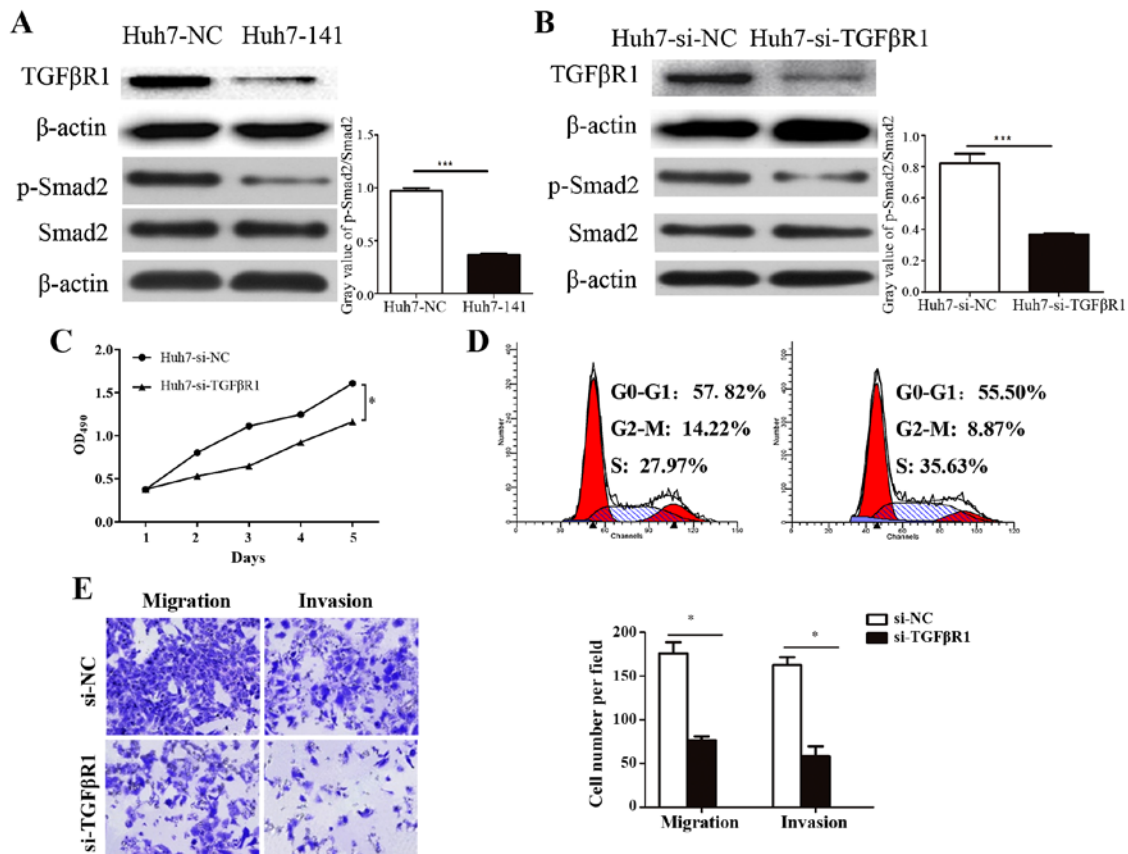 A
Huh7-NC Huh7-141
TGFβR1
β-actin
p-Smad2
Smad2
β-actin
Gray value of p-Smad2/Smad2
1.5
1.0
0.5
0.0
***
Huh7-NC Huh7-141
B
Huh7-si-NC Huh7-si-TGFβR1
TGFβR1
β-actin
p-Smad2
Smad2
β-actin
Gray value of p-Smad2/Smad2
0.8
0.6
0.4
0.2
0.0
***
Huh7-si-NC Huh7-si-TGFβR1
C
2.0
1.5
1.0
0.5
0.0
OD490
Huh7-si-NC
Huh7-si-TGFβR1
*
1 2 3 4 5
Days
D
Number
G0-G1: 57. 82%
G2-M: 14.22%
S: 27.97%
Channels
Number
G0-G1: 55.50%
G2-M: 8.87%
S: 35.63%
Channels
E
Migration Invasion
si-NC
si-TGFβR1
Cell number per field
200
150
100
50
0
* *
si-NC
si-TGFβR1
Migration Invasion